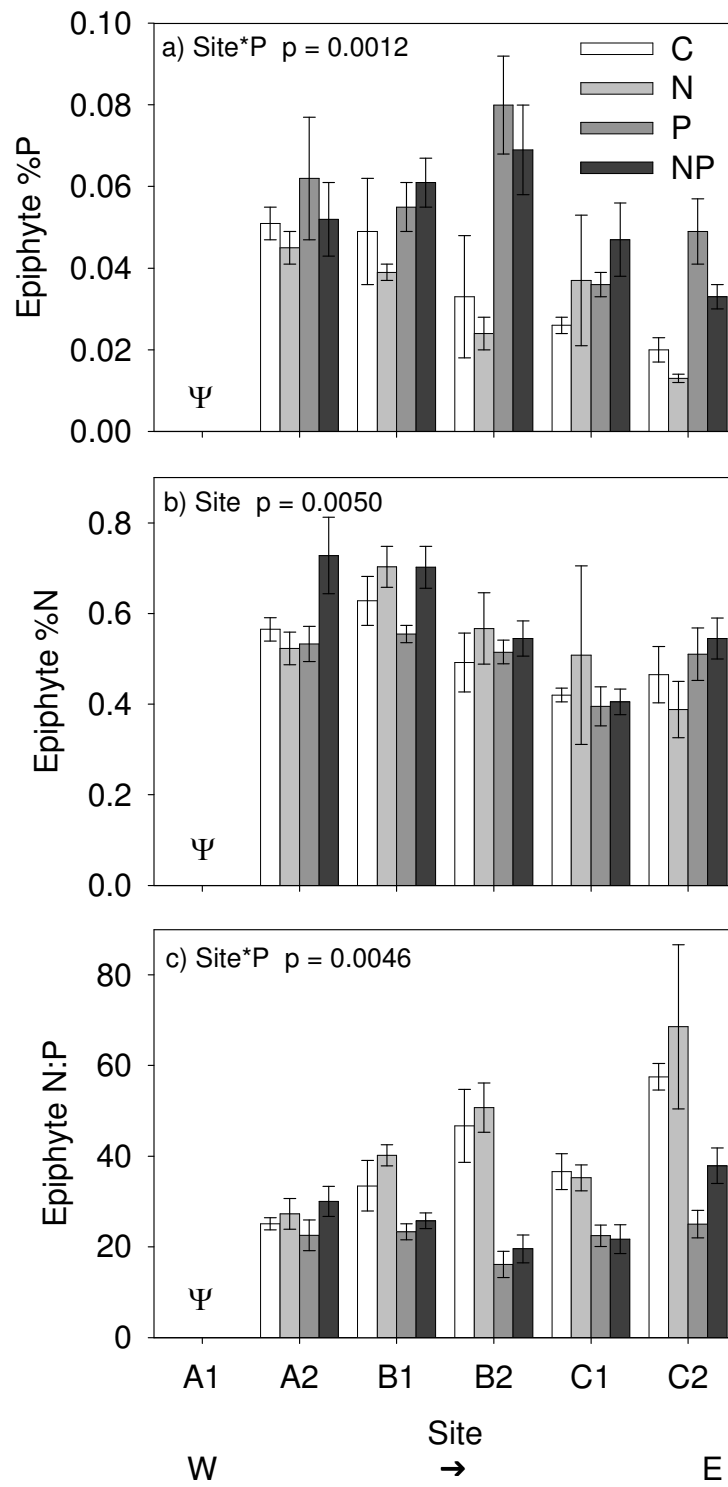 0.10
a) Site*P p = 0.0012
C
N
P
NP
0.08
0.06
0.04
0.02
0.00
Epiphyte %P
Ψ
b) Site p = 0.0050
0.8
0.6
0.4
0.2
0.0
Epiphyte %N
Ψ
c) Site*P p = 0.0046
80
60
40
20
0
Epiphyte N:P
Ψ
A1 A2 B1 B2 C1 C2
Site
W → E